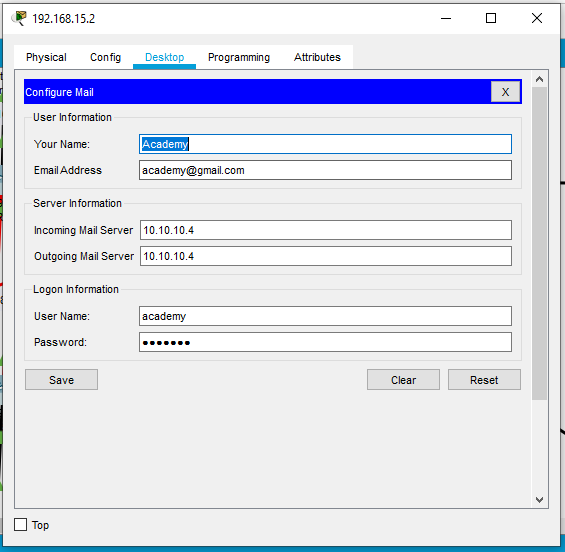 192.168.15.2
Physical Config Desktop Programming Attributes
Configure Mail X
User Information
Your Name: Academy
Email Address academy@gmail.com
Server Information
Incoming Mail Server 10.10.10.4
Outgoing Mail Server 10.10.10.4
Logon Information
User Name: academy
Password: ●●●●●●●
Save Clear Reset
Top